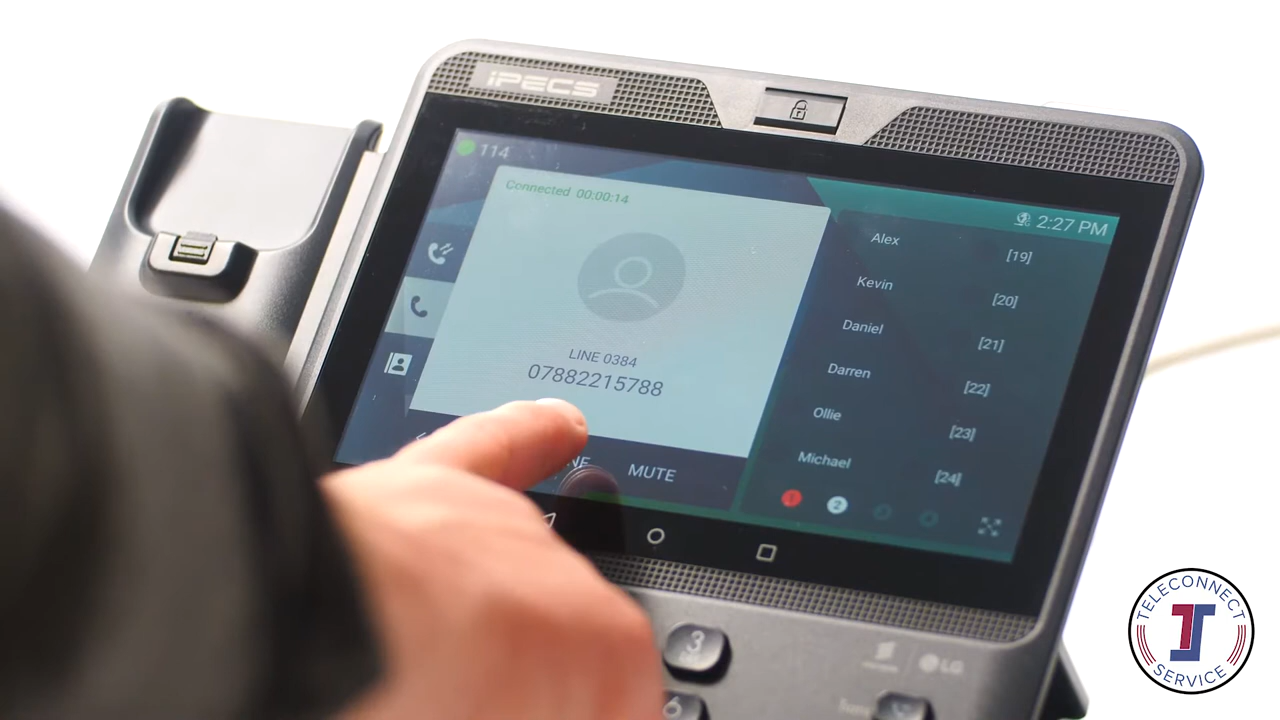 iPECS
114
2:27 PM
Connected 00:00:14
LINE 0384
07882215788
MUTE
Alex [19]
Kevin [20]
Daniel [21]
Darren [22]
Ollie [23]
Michael [24]
1 2
3
6
LG
TELECONNECT
SERVICE